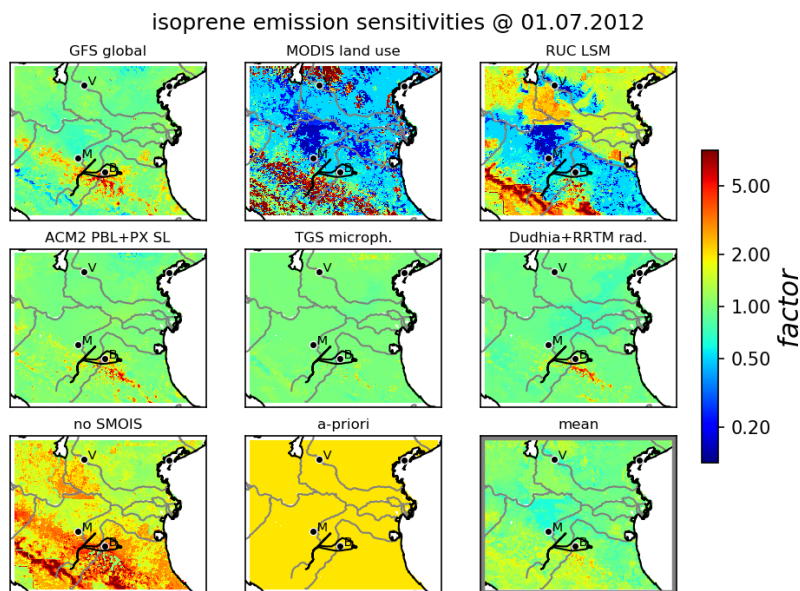 isoprene emission sensitivities @ 01.07.2012
GFS global
MODIS land use
RUC LSM
V
V
V
M
B
M
B
M
B
ACM2 PBL+PX SL
TGS microph.
Dudhia+RRTM rad.
V
V
V
M
B
M
B
M
B
no SMOIS
a-priori
mean
V
V
V
M
B
M
B
M
B
5.00
2.00
1.00
0.50
0.20
factor